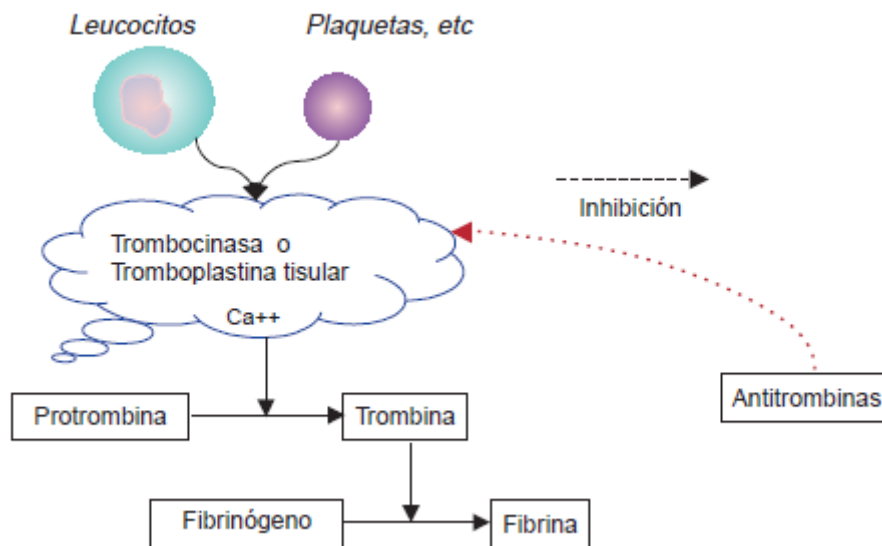 Leucocitos
Plaquetas, etc
Inhibición
Trombocinasa o
Tromboplastina tisular
Ca++
Protrombina
Trombina
Antitrombinas
Fibrinógeno
Fibrina